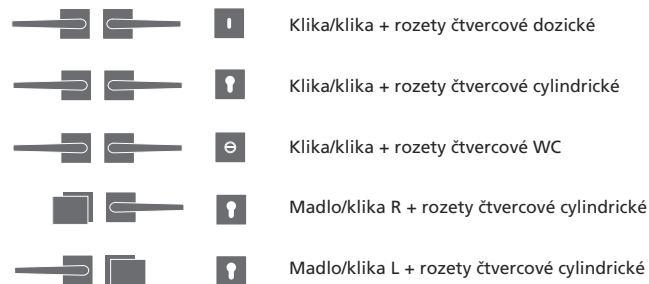 Klika/klika + rozety čtvercové dozické
Klika/klika + rozety čtvercové cylindrické
Klika/klika + rozety čtvercové WC
Madlo/klika R + rozety čtvercové cylindrické
Madlo/klika L + rozety čtvercové cylindrické